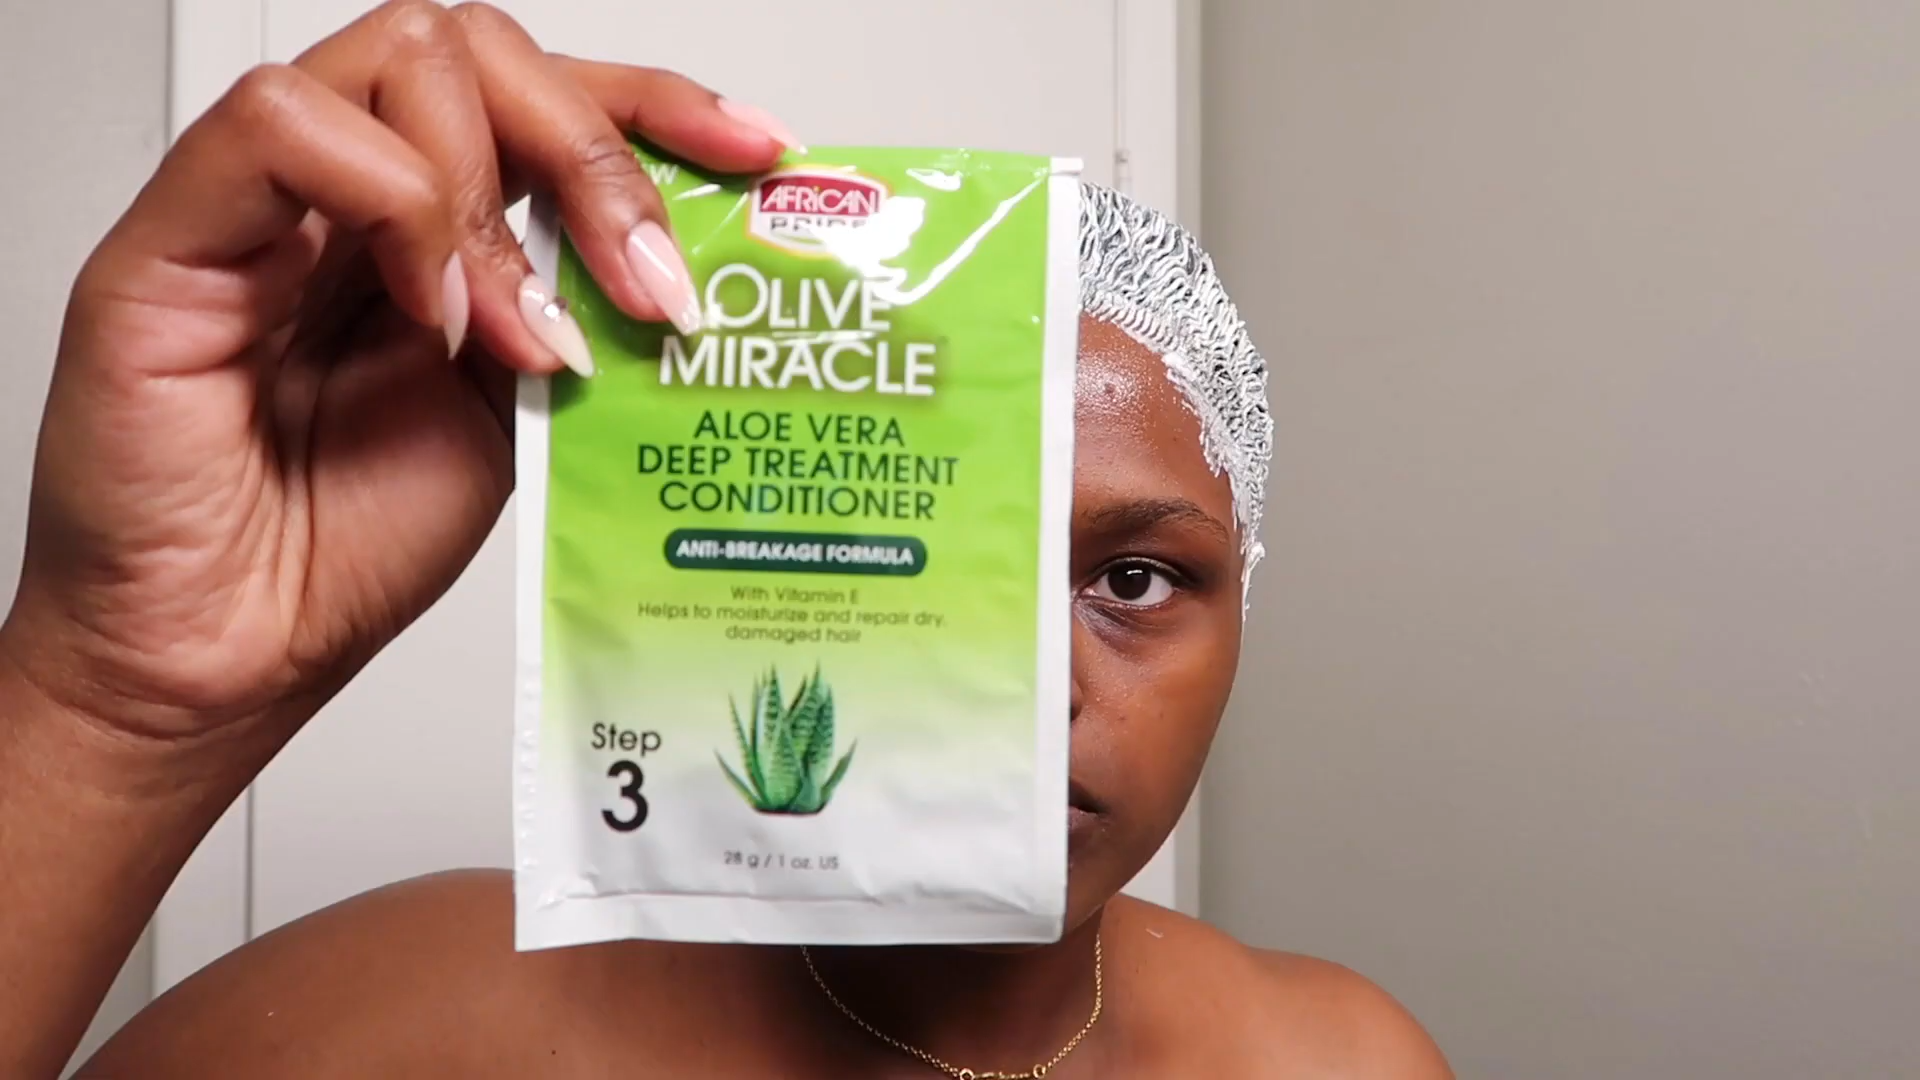 AFRICAN
PRIDE
OLIVE
MIRACLE
ALOE VERA
DEEP TREATMENT
CONDITIONER
ANTI-BREAKAGE FORMULA
With Vitamin E
Helps to moisturize and repair dry,
damaged hair
Step
3
28 g / 1 oz. US